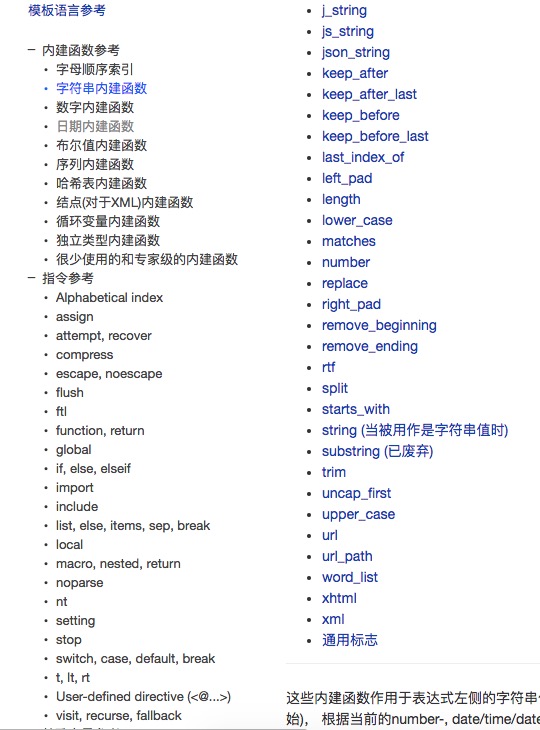 模板语言参考
内建函数参考
字母顺序索引
字符串内建函数
数字内建函数
日期内建函数
布尔值内建函数
序列内建函数
哈希表内建函数
结点(对于XML)内建函数
循环变量内建函数
独立类型内建函数
很少使用的和专家级的内建函数
指令参考
Alphabetical index
assign
attempt, recover
compress
escape, noescape
flush
ftl
function, return
global
if, else, elseif
import
include
list, else, items, sep, break
local
macro, nested, return
noparse
nt
setting
stop
switch, case, default, break
t, lt, rt
User-defined directive (<@...>)
visit, recurse, fallback
j_string
js_string
json_string
keep_after
keep_after_last
keep_before
keep_before_last
last_index_of
left_pad
length
lower_case
matches
number
replace
right_pad
remove_beginning
remove_ending
rtf
split
starts_with
string (当被用作是字符串值时)
substring (已废弃)
trim
uncap_first
upper_case
url
url_path
word_list
xhtml
xml
通用标志
这些内建函数作用于表达式左侧的字符串
始)， 根据当前的number-, date/time/date